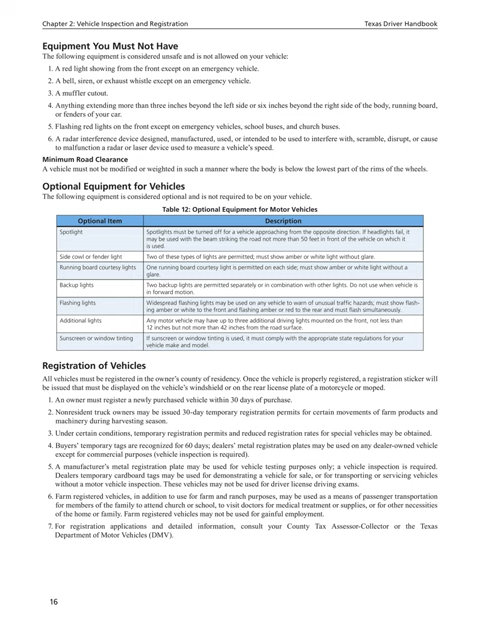 Chapter 2: Vehicle Inspection and Registration
Texas Driver Handbook
Equipment You Must Not Have
The following equipment is considered unsafe and is not allowed on your vehicle:
1. A red light showing from the front except on an emergency vehicle.
2. A bell, siren, or exhaust whistle except on an emergency vehicle.
3. A muffler cutout.
4. Anything extending more than three inches beyond the left side or six inches beyond the right side of the body, running board,
or fenders of your car.
5. Flashing red lights on the front except on emergency vehicles, school buses, and church buses.
6. A radar interference device designed, manufactured, used, or intended to be used to interfere with, scramble, disrupt, or cause
to malfunction a radar or laser device used to measure a vehicle's speed.
Minimum Road Clearance
A vehicle must not be modified or weighted in such a manner where the body is below the lowest part of the rims of the wheels.
Optional Equipment for Vehicles
The following equipment is considered optional and is not required to be on your vehicle.
Table 12: Optional Equipment for Motor Vehicles
Optional Item
Description
Spotlight
Spotlights must be turned off for a vehicle approaching from the opposite direction. If headlights fail, it
may be used with the beam striking the road not more than 50 feet in front of the vehicle on which it
is used.
Side cowl or fender light
Two of these types of lights are permitted; must show amber or white light without glare.
Running board courtesy lights
One running board courtesy light is permitted on each side; must show amber or white light without a
glare.
Backup lights
Two backup lights are permitted separately or in combination with other lights. Do not use when vehicle is
in forward motion.
Flashing lights
Widespread flashing lights may be used on any vehicle to warn of unusual traffic hazards; must show flash-
ing amber or white to the front and flashing amber or red to the rear and must flash simultaneously.
Additional lights
Any motor vehicle may have up to three additional driving lights mounted on the front, not less than
12 inches but not more than 42 inches from the road surface.
Sunscreen or window tinting
If sunscreen or window tinting is used, it must comply with the appropriate state regulations for your
vehicle make and model.
Registration of Vehicles
All vehicles must be registered in the owner's county of residency. Once the vehicle is properly registered, a registration sticker will
be issued that must be displayed on the vehicle's windshield or on the rear license plate of a motorcycle or moped.
1. An owner must register a newly purchased vehicle within 30 days of purchase.
2. Nonresident truck owners may be issued 30-day temporary registration permits for certain movements of farm products and
machinery during harvesting season.
3. Under certain conditions, temporary registration permits and reduced registration rates for special vehicles may be obtained.
4. Buyers' temporary tags are recognized for 60 days; dealers' metal registration plates may be used on any dealer-owned vehicle
except for commercial purposes (vehicle inspection is required).
5. A manufacturer's metal registration plate may be used for vehicle testing purposes only; a vehicle inspection is required.
Dealers temporary cardboard tags may be used for demonstrating a vehicle for sale, or for transporting or servicing vehicles
without a motor vehicle inspection. These vehicles may not be used for driver license driving exams.
6. Farm registered vehicles, in addition to use for farm and ranch purposes, may be used as a means of passenger transportation
for members of the family to attend church or school, to visit doctors for medical treatment or supplies, or for other necessities
of the home or family. Farm registered vehicles may not be used for gainful employment.
7. For registration applications and detailed information, consult your County Tax Assessor-Collector or the Texas
Department of Motor Vehicles (DMV).
16